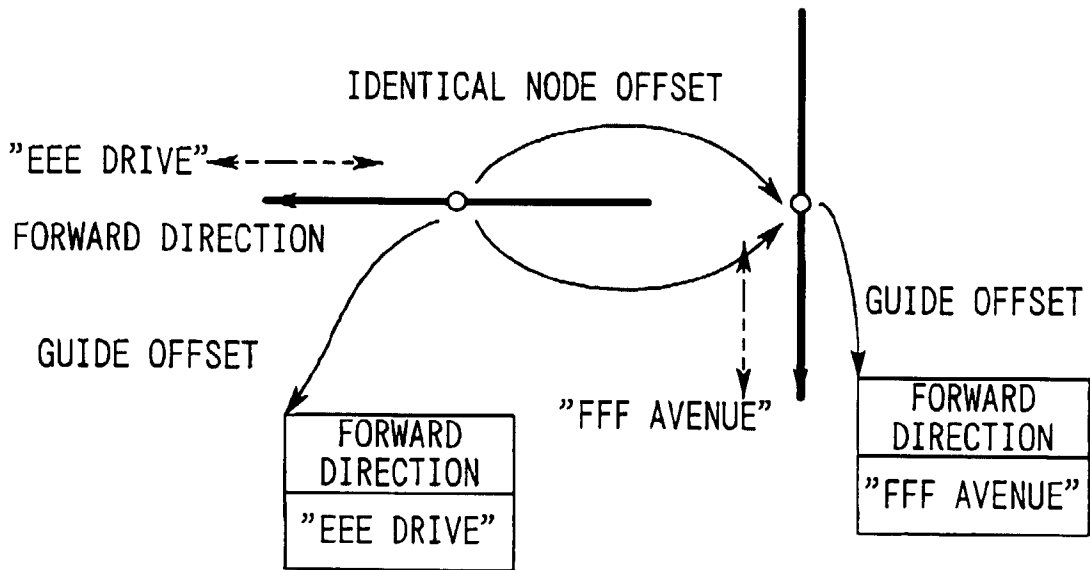 IDENTICAL NODE OFFSET
”EEE DRIVE”
FORWARD DIRECTION
GUIDE OFFSET
GUIDE OFFSET
”FFF AVENUE”
FORWARD
DIRECTION
”EEE DRIVE”
FORWARD
DIRECTION
”FFF AVENUE”